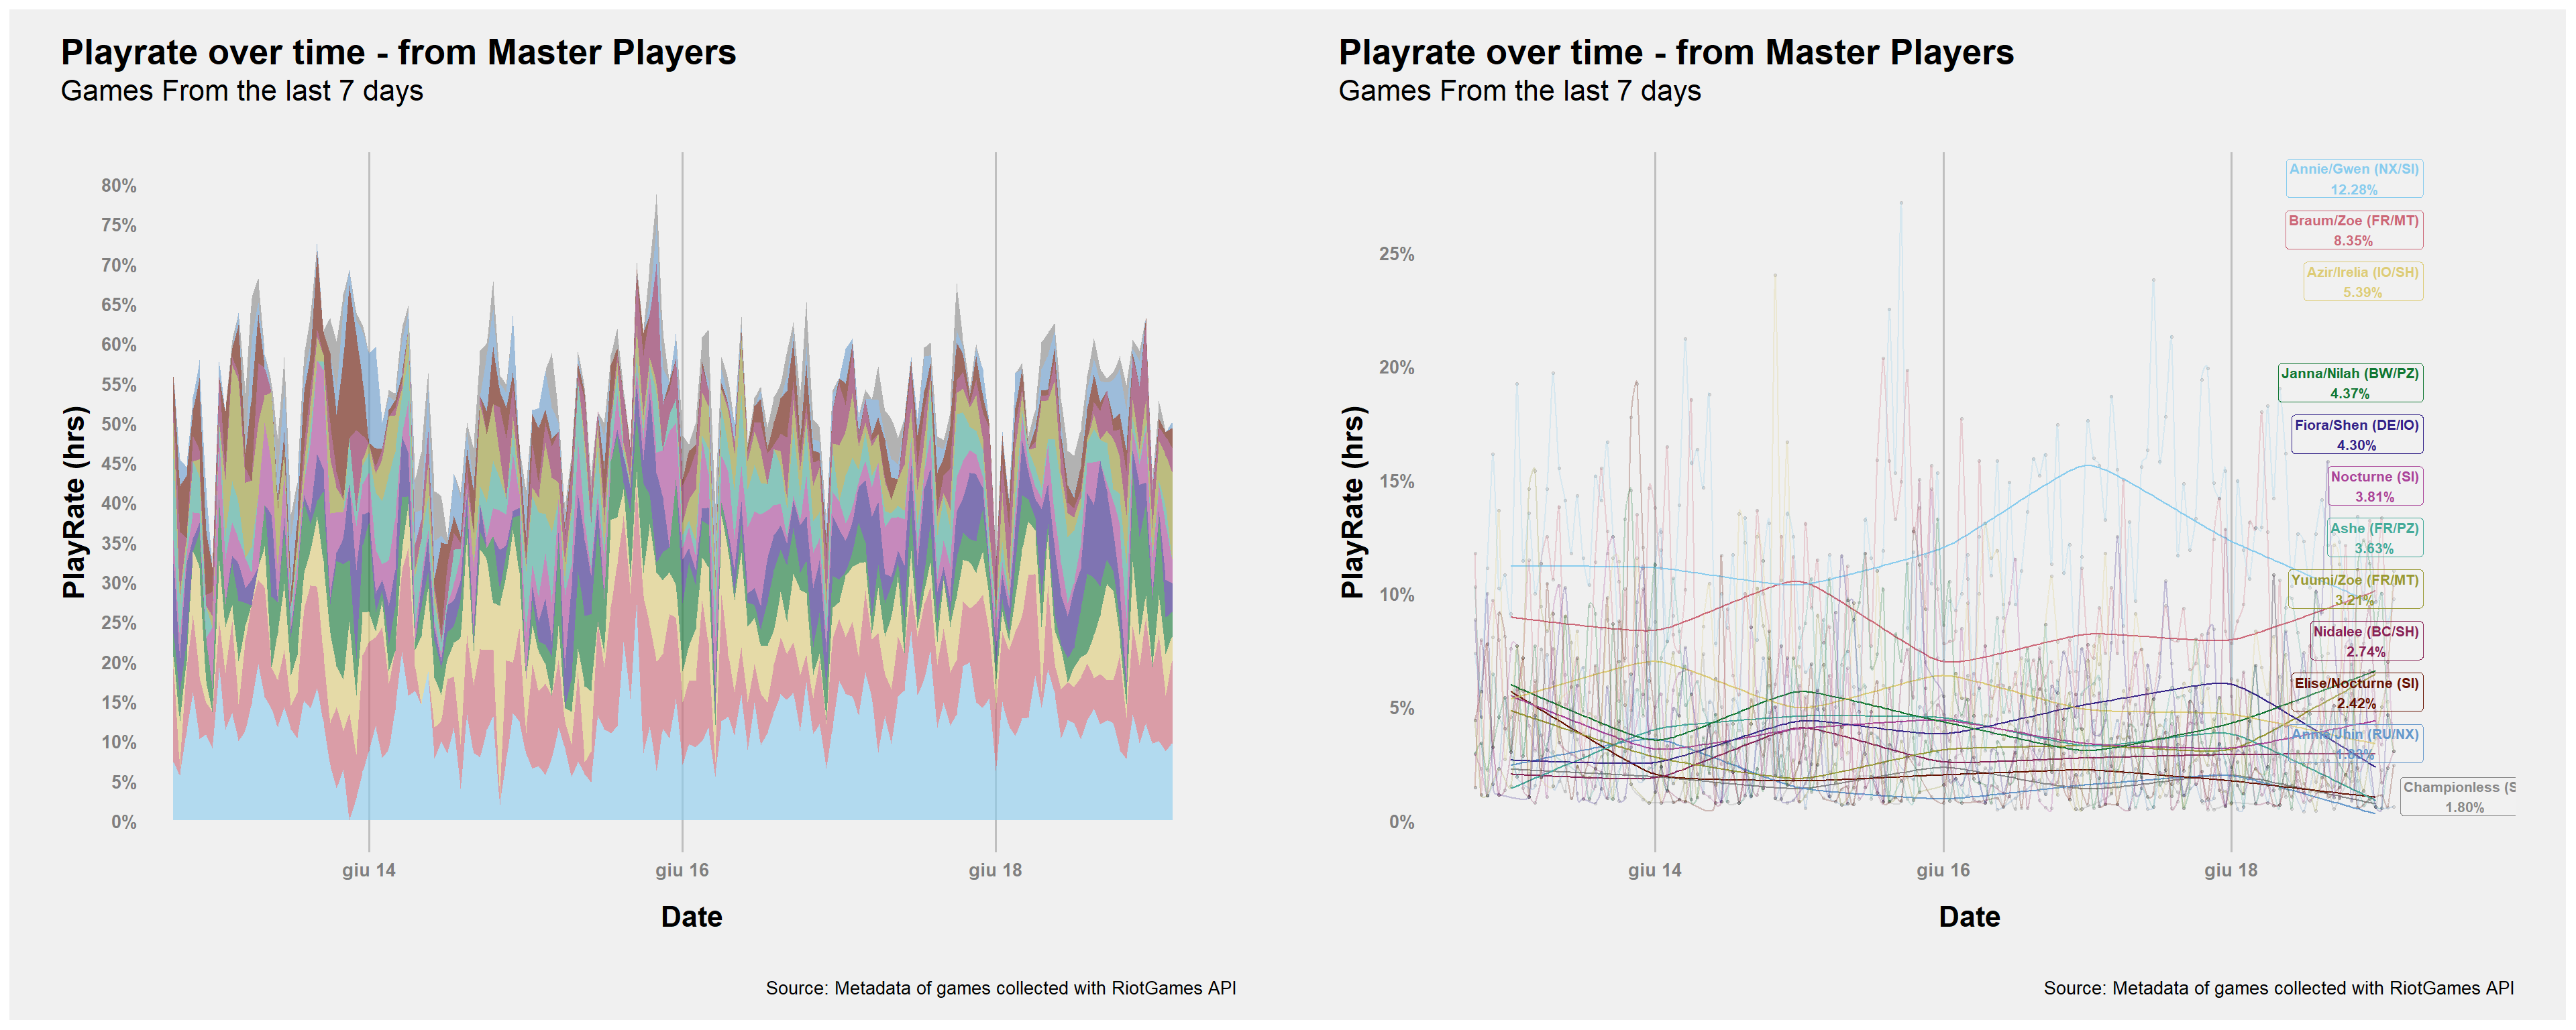 Playrate over time - from Master Players
Games From the last 7 days
PlayRate (hrs)
80%
75%
70%
65%
60%
55%
50%
45%
40%
35%
30%
25%
20%
15%
10%
5%
0%
giu 14
giu 16
giu 18
Date
Source: Metadata of games collected with RiotGames API
Playrate over time - from Master Players
Games From the last 7 days
PlayRate (hrs)
25%
20%
15%
10%
5%
0%
Annie/Gwen (NX/SI)
12.28%
Braum/Zoe (FR/MT)
8.35%
Azir/Irelia (IO/SH)
5.39%
Janna/Nilah (BW/PZ)
4.37%
Fiora/Shen (DE/IO)
4.30%
Nocturne (SI)
3.81%
Ashe (FR/PZ)
3.63%
Yuumi/Zoe (FR/MT)
3.21%
Nidalee (BC/SH)
2.74%
Elise/Nocturne (SI)
2.42%
Annie/Jhin (RU/NX)
Championless (S
1.80%
giu 14
giu 16
giu 18
Date
Source: Metadata of games collected with RiotGames API